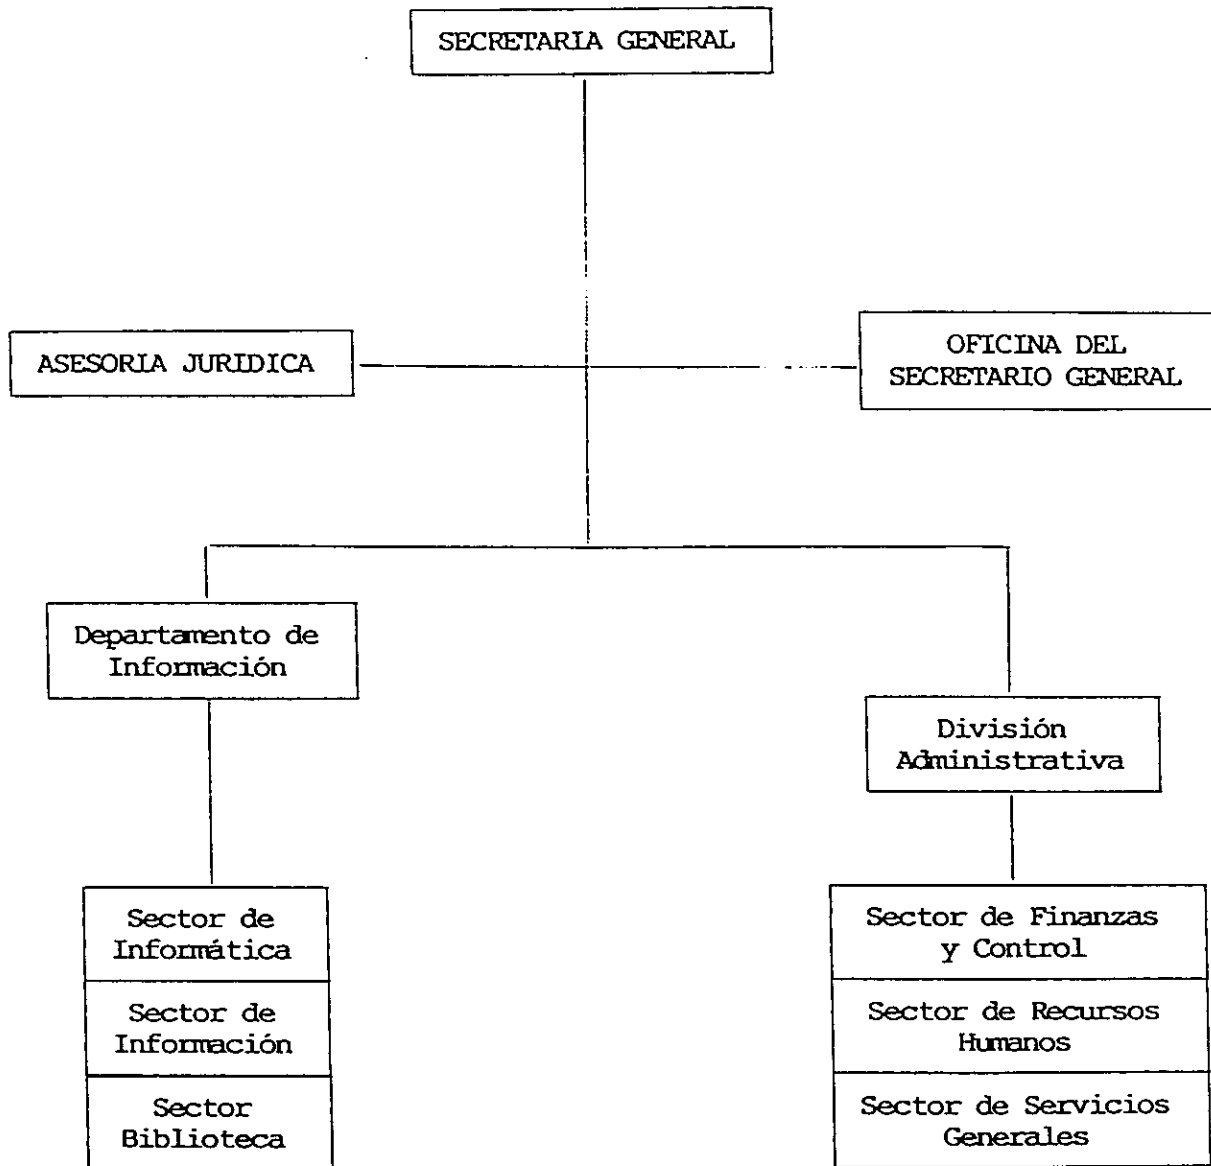 SECRETARIA GENERAL
ASESORIA JURIDICA
OFICINA DEL
SECRETARIO GENERAL
Departamento de
Información
División
Administrativa
Sector de
Informática
Sector de
Información
Sector
Biblioteca
Sector de Finanzas
y Control
Sector de Recursos
Humanos
Sector de Servicios
Generales